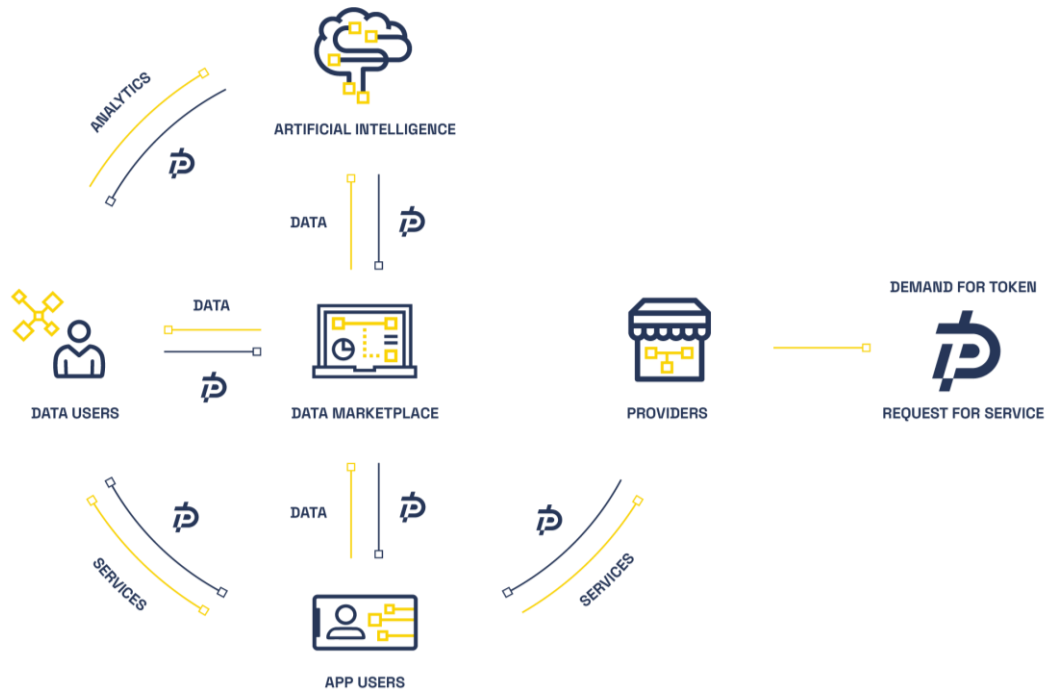 ANALYTICS
ARTIFICIAL INTELLIGENCE
DATA
DATA
DEMAND FOR TOKEN
DATA USERS
DATA MARKETPLACE
PROVIDERS
REQUEST FOR SERVICE
DATA
SERVICES
SERVICES
APP USERS